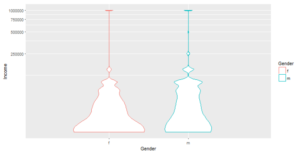 1000000
750000
500000
250000
Income
f
m
Gender
Gender
f
m